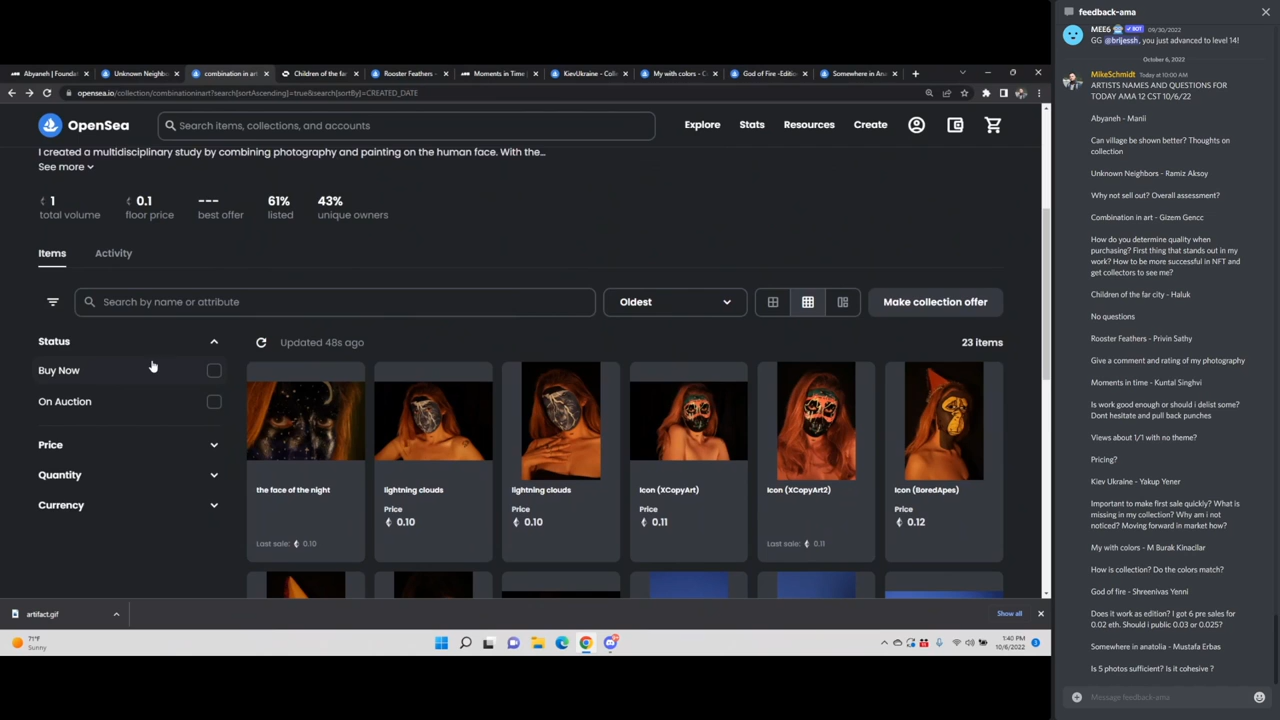 Abyaneh | Found
Unknown Neighb
combination in art
Children of the fa
Rooster Feathers -
Moments in Time |
KievUkraine - Coll
My with colors - C
God of Fire -Edition
Somewhere in Ana
opensea.io/collection/combinationinart?search[sortAscending]=true&search[sortBy]=CREATED_DATE
OpenSea
Search items, collections, and accounts
Explore
Stats
Resources
Create
I created a multidisciplinary study by combining photography and painting on the human face. With the...
See more
1
total volume
0.1
floor price
---
best offer
61%
listed
43%
unique owners
Items
Activity
Search by name or attribute
Oldest
Make collection offer
Status
Updated 48s ago
23 items
Buy Now
On Auction
Price
Quantity
Currency
the face of the night
Last sale: 0.10
lightning clouds
Price
0.10
lightning clouds
Price
0.10
Icon (XCopyArt)
Price
0.11
Icon (XCopyArt2)
Last sale: 0.11
Icon (BoredApes)
Price
0.12
artifact.gif
Show all
71°F
Sunny
1:40 PM
10/6/2022
feedback-ama
MEE6 BOT 09/30/2022
GG @brijessh, you just advanced to level 14!
October 6, 2022
MikeSchmidt Today at 10:00 AM
ARTISTS NAMES AND QUESTIONS FOR
TODAY AMA 12 CST 10/6/22
Abyaneh - Manii
Can village be shown better? Thoughts on
collection
Unknown Neighbors - Ramiz Aksoy
Why not sell out? Overall assessment?
Combination in art - Gizem Gencc
How do you determine quality when
purchasing? First thing that stands out in my
work? How to be more successful in NFT and
get collectors to see me?
Children of the far city - Haluk
No questions
Rooster Feathers - Privin Sathy
Give a comment and rating of my photography
Moments in time - Kuntal Singhvi
Is work good enough or should i delist some?
Dont hesitate and pull back punches
Views about 1/1 with no theme?
Pricing?
Kiev Ukraine - Yakup Yener
Important to make first sale quickly? What is
missing in my collection? Why am i not
noticed? Moving forward in market how?
My with colors - M Burak Kinacilar
How is collection? Do the colors match?
God of fire - Shreenivas Yenni
Does it work as edition? I got 6 pre sales for
0.02 eth. Should i public 0.03 or 0.025?
Somewhere in anatolia - Mustafa Erbas
Is 5 photos sufficient? Is it cohesive ?
Message feedback-ama